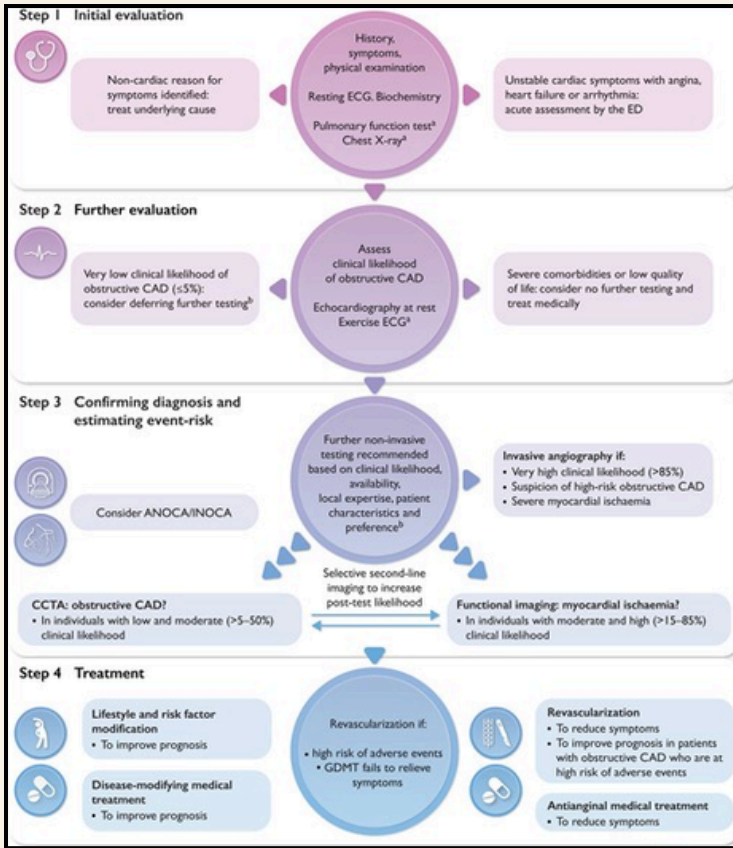 Step 1   Initial evaluation
History,
symptoms,
physical examination
Resting ECG. Biochemistry
Pulmonary function testᵃ
Chest X-rayᵃ
Non-cardiac reason for
symptoms identified:
treat underlying cause
Unstable cardiac symptoms with angina,
heart failure or arrhythmia:
acute assessment by the ED
Step 2   Further evaluation
Assess
clinical likelihood
of obstructive CAD
Echocardiography at rest
Exercise ECGᵃ
Very low clinical likelihood of
obstructive CAD (≤5%):
consider deferring further testingᵇ
Severe comorbidities or low quality
of life: consider no further testing and
treat medically
Step 3   Confirming diagnosis and
estimating event-risk
Further non-invasive
testing recommended
based on clinical likelihood,
availability,
local expertise, patient
characteristics and
preferenceᵇ
Consider ANOCA/INOCA
Invasive angiography if:
• Very high clinical likelihood (>85%)
• Suspicion of high-risk obstructive CAD
• Severe myocardial ischaemia
Selective second-line
imaging to increase
post-test likelihood
CCTA: obstructive CAD?
• In individuals with low and moderate (>5–50%)
clinical likelihood
Functional imaging: myocardial ischaemia?
• In individuals with moderate and high (>15–85%)
clinical likelihood
Step 4   Treatment
Lifestyle and risk factor
modification
• To improve prognosis
Disease-modifying medical
treatment
• To improve prognosis
Revascularization if:
• high risk of adverse events
• GDMT fails to relieve
symptoms
Revascularization
• To reduce symptoms
• To improve prognosis in patients
with obstructive CAD who are at
high risk of adverse events
Antianginal medical treatment
• To reduce symptoms